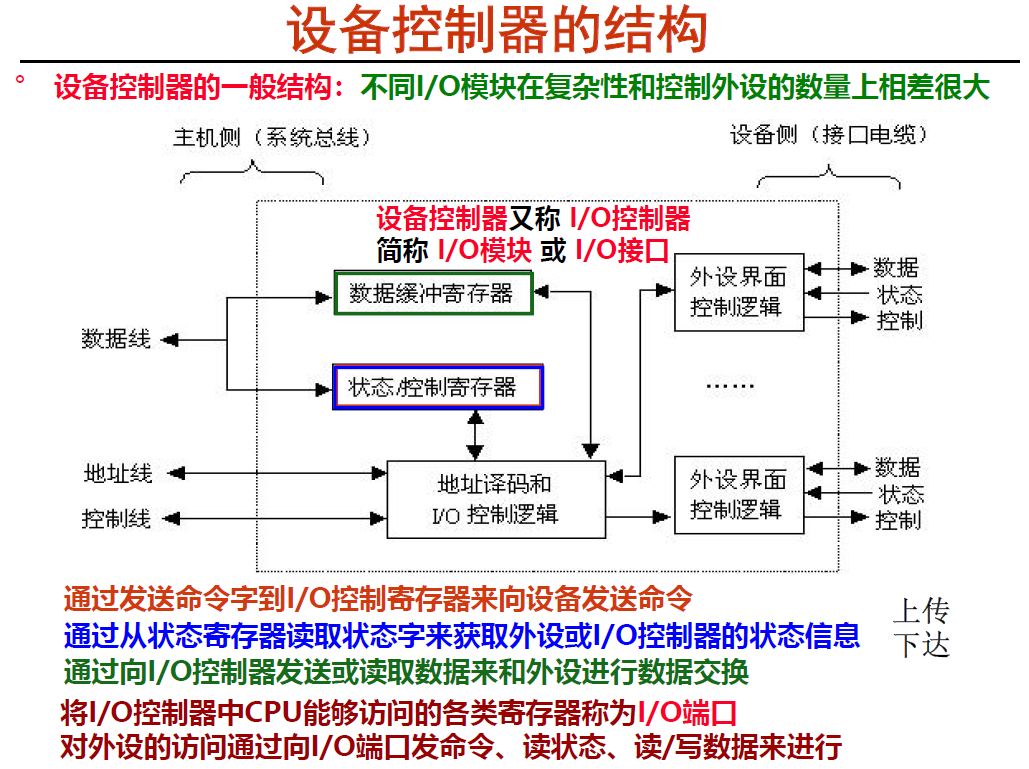 设备控制器的结构
设备控制器的一般结构：不同I/O模块在复杂性和控制外设的数量上相差很大
主机侧（系统总线）
设备侧（接口电缆）
设备控制器又称 I/O控制器
简称 I/O模块 或 I/O接口
数据缓冲寄存器
外设界面
控制逻辑
数据
状态
控制
数据线
状态/控制寄存器
……
地址线
控制线
地址译码和
I/O 控制逻辑
外设界面
控制逻辑
数据
状态
控制
通过发送命令字到I/O控制寄存器来向设备发送命令
通过从状态寄存器读取状态字来获取外设或I/O控制器的状态信息
通过向I/O控制器发送或读取数据来和外设进行数据交换
上传
下达
将I/O控制器中CPU能够访问的各类寄存器称为I/O端口
对外设的访问通过向I/O端口发命令、读状态、读/写数据来进行